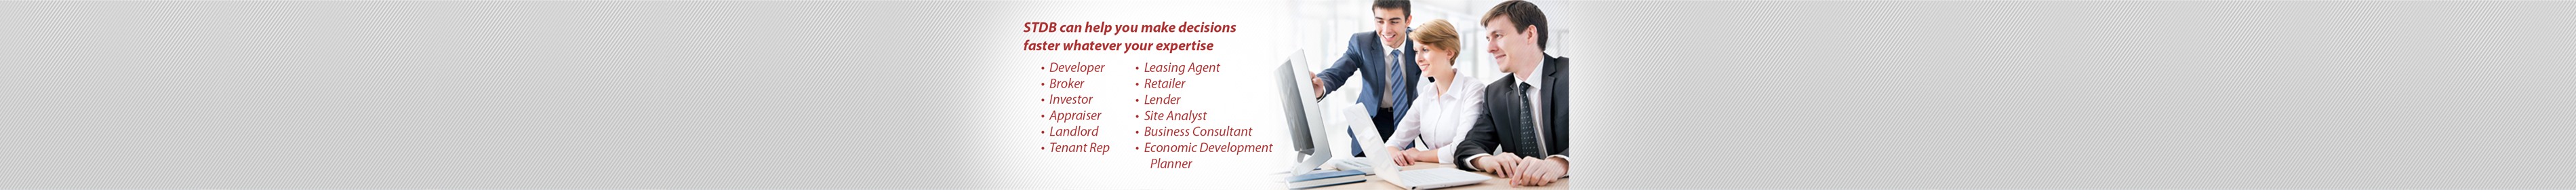 STDB can help you make decisions
faster whatever your expertise
• Developer
• Broker
• Investor
• Appraiser
• Landlord
• Tenant Rep
• Leasing Agent
• Retailer
• Lender
• Site Analyst
• Business Consultant
• Economic Development
Planner